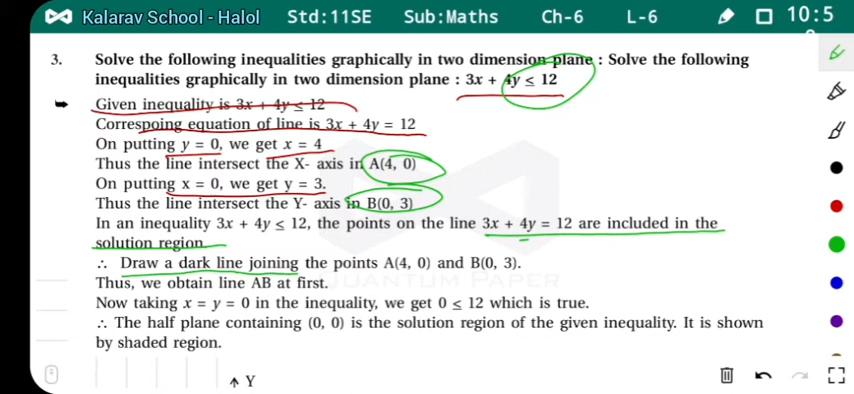 Kalarav School - Halol Std:11SE Sub:Maths Ch-6 L-6 10:5
3. Solve the following inequalities graphically in two dimension plane : Solve the following
inequalities graphically in two dimension plane : 3x + 4y ≤ 12
➥ Given inequality is 3x + 4y ≤ 12
Correspoing equation of line is 3x + 4y = 12
On putting y = 0, we get x = 4
Thus the line intersect the X- axis in A(4, 0)
On putting x = 0, we get y = 3.
Thus the line intersect the Y- axis in B(0, 3)
In an inequality 3x + 4y ≤ 12, the points on the line 3x + 4y = 12 are included in the
solution region.
∴ Draw a dark line joining the points A(4, 0) and B(0, 3).
Thus, we obtain line AB at first.
QUANTUM PAPER
Now taking x = y = 0 in the inequality, we get 0 ≤ 12 which is true.
∴ The half plane containing (0, 0) is the solution region of the given inequality. It is shown
by shaded region.
Y